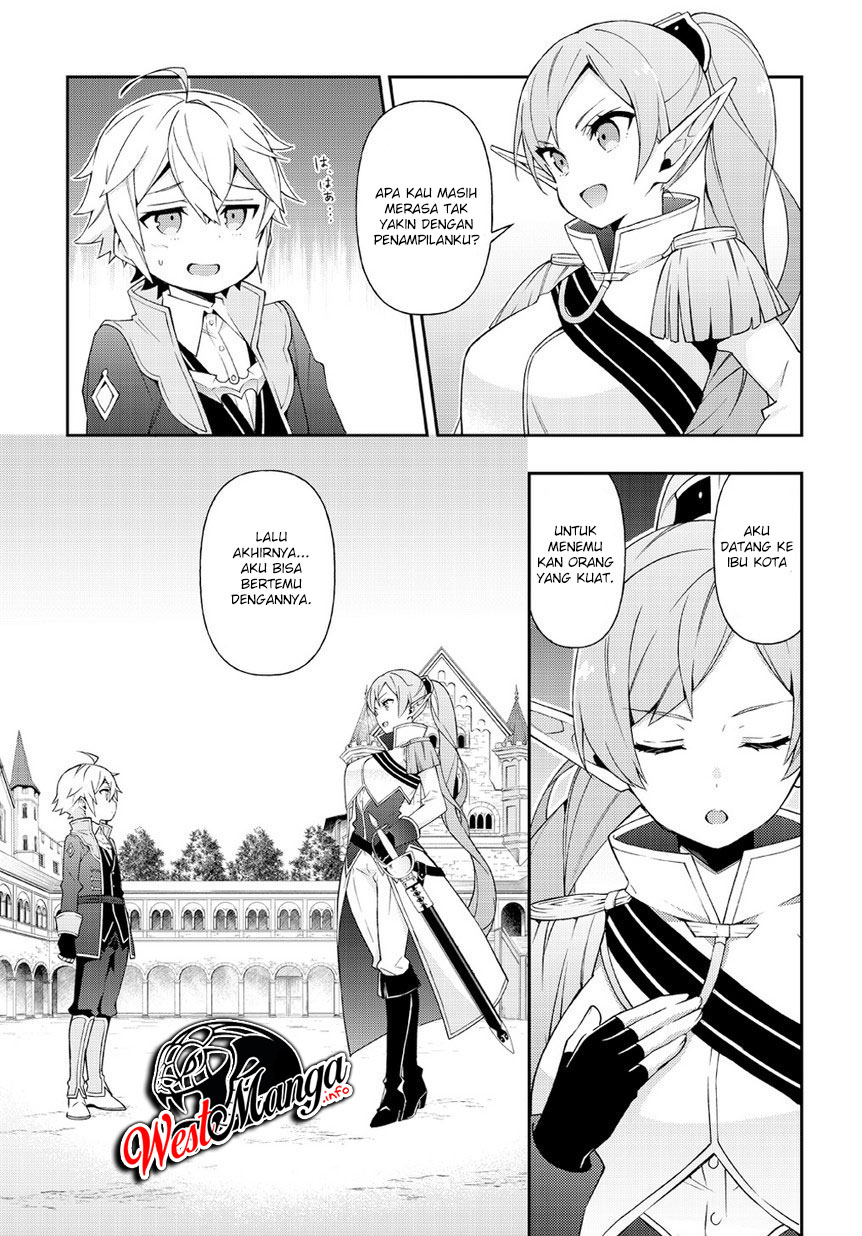 APA KAU MASIH
MERASA TAK
YAKIN DENGAN
PENAMPILANKU?
は、はあ…
AKU
DATANG KE
IBU KOTA
UNTUK
MENEMU
KAN ORANG
YANG KUAT.
LALU
AKHIRNYA...
AKU BISA
BERTEMU
DENGANNYA.
WestManga
.info